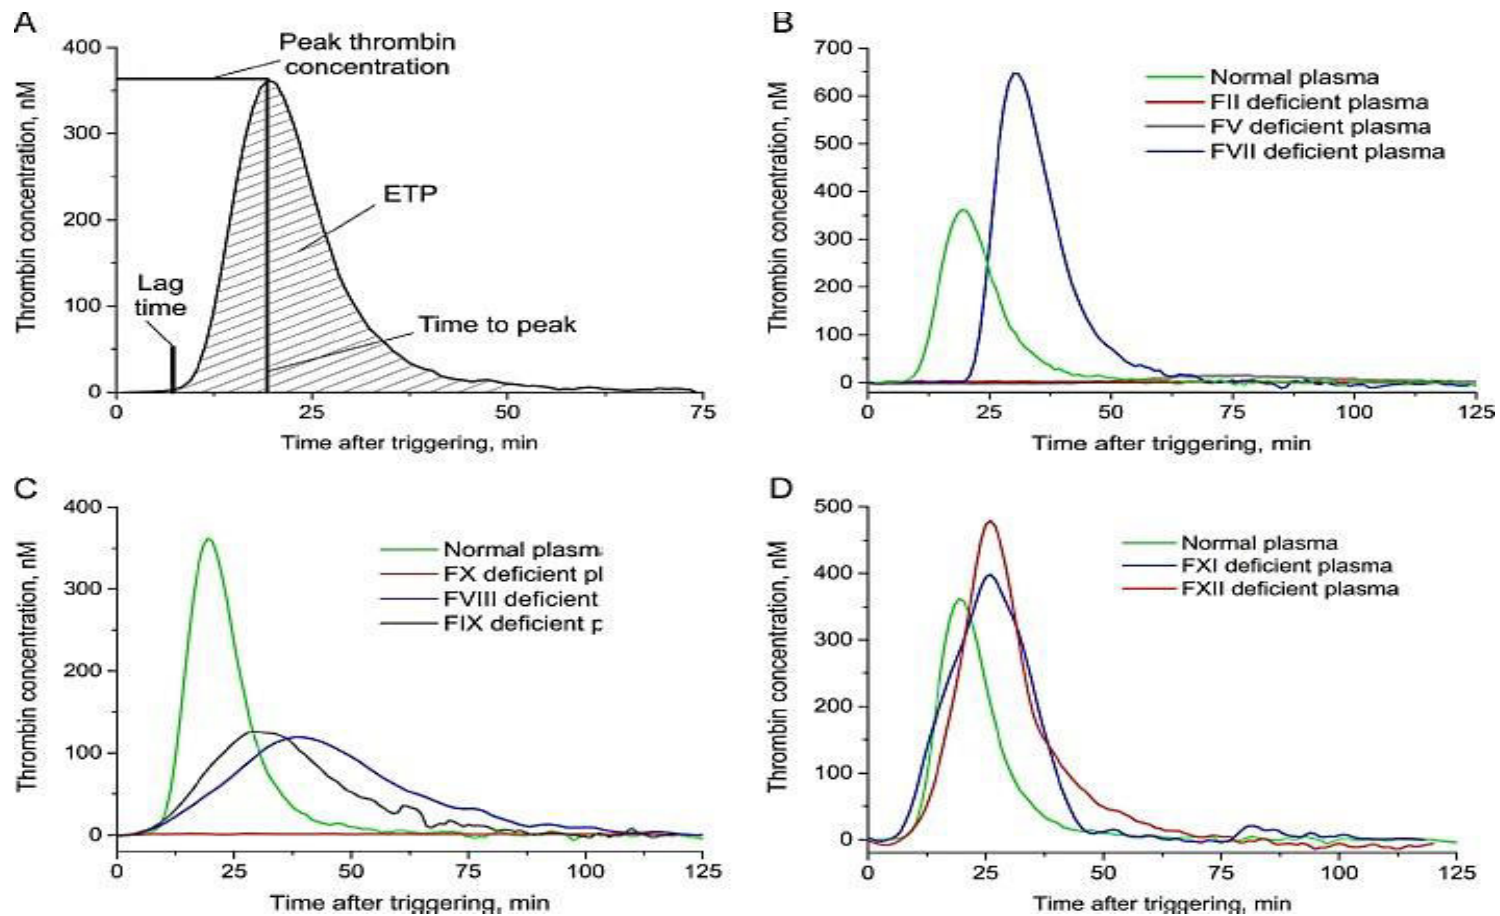 A
Peak thrombin
concentration
Thrombin concentration, nM
400
300
200
100
0
ETP
Lag
time
Time to peak
0 25 50 75
Time after triggering, min
B
Thrombin concentration, nM
700
600
500
400
300
200
100
0
Normal plasma
FII deficient plasma
FV deficient plasma
FVII deficient plasma
0 25 50 75 100 125
Time after triggering, min
C
Thrombin concentration, nM
400
300
200
100
0
Normal plasm
FX deficient pl
FVIII deficient
FIX deficient p
0 25 50 75 100 125
Time after triggering, min
D
Thrombin concentration, nM
500
400
300
200
100
0
Normal plasma
FXI deficient plasma
FXII deficient plasma
0 25 50 75 100 125
Time after triggering, min